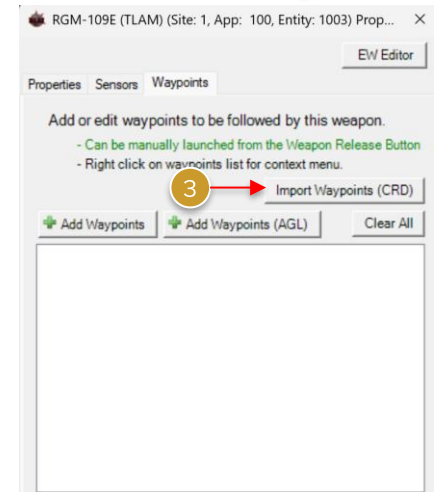 RGM-109E (TLAM) (Site: 1, App: 100, Entity: 1003) Prop... ×
EW Editor
Properties Sensors Waypoints
Add or edit waypoints to be followed by this weapon.
- Can be manually launched from the Weapon Release Button
- Right click on waypoints list for context menu.
3 Import Waypoints (CRD)
Add Waypoints Add Waypoints (AGL) Clear All